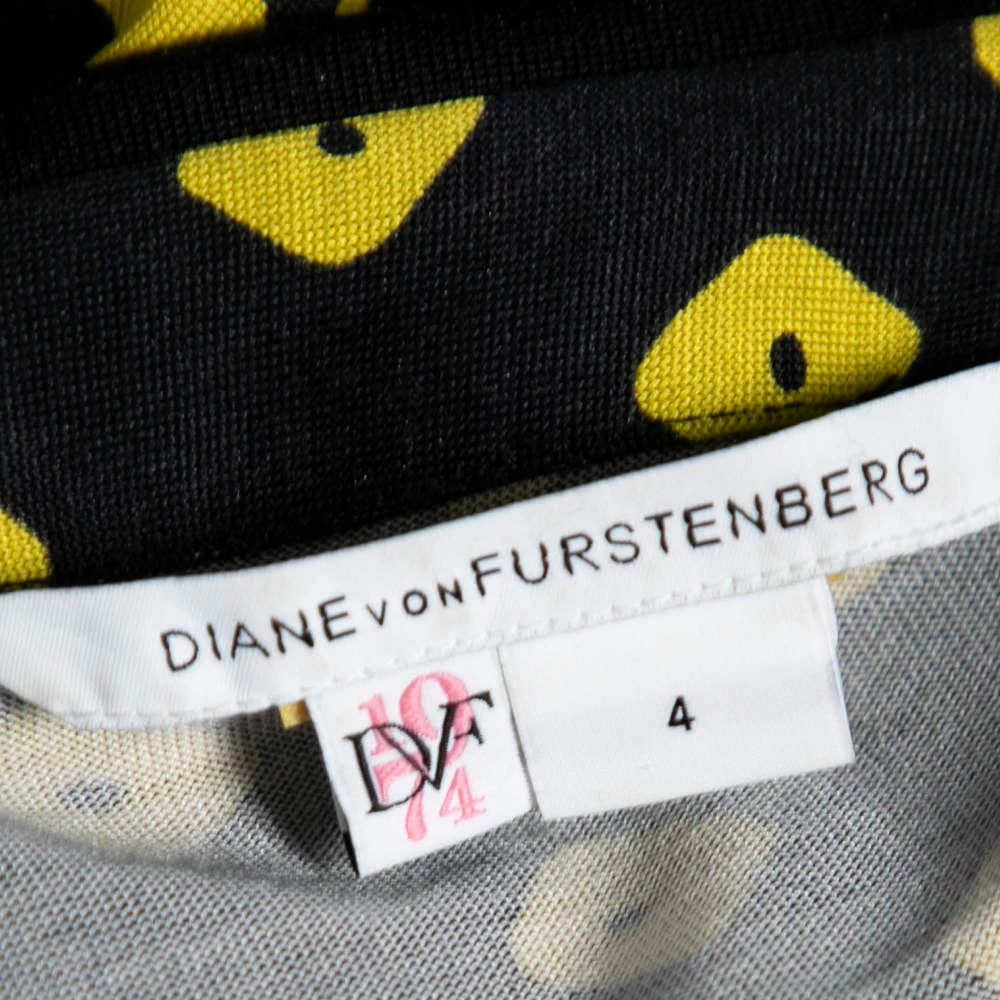 DIANE VON FURSTENBERG
1974
DVF
4